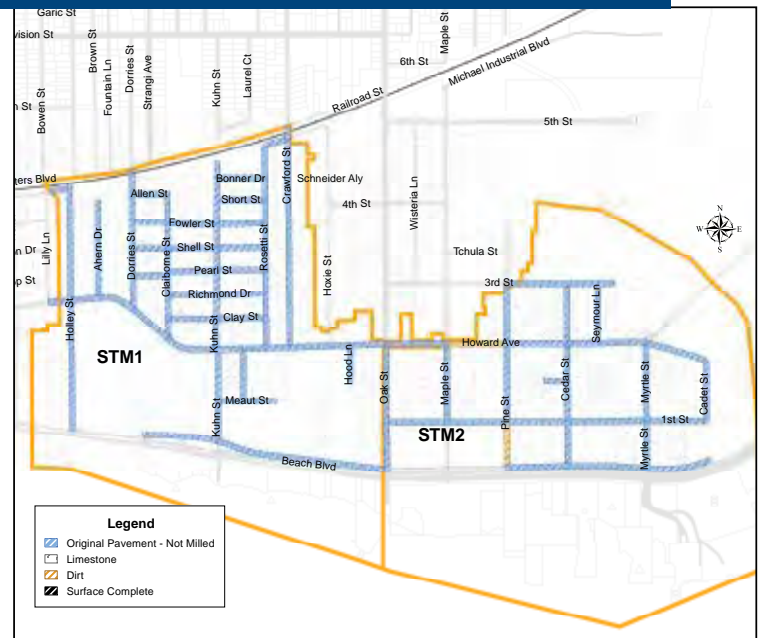 Garic St
vision St
Brown St
Fountain Ln
Dorries St
Strangi Ave
Kuhn St
Laurel Ct
Maple St
6th St
Michael Industrial Blvd
Railroad St
Bowen St
n St
5th St
ters Blvd
Bonner Dr
Crawford St
Schneider Aly
Allen St
Short St
4th St
Wisteria Ln
Fowler St
Rosetti St
Lilly Ln
Ahern Dr
Dorries St
Claiborne St
Shell St
Hoxie St
Tchula St
N
W
E
S
n Dr
p St
Pearl St
3rd St
Richmond Dr
Seymour Ln
Holley St
Kuhn St
Clay St
Howard Ave
STM1
Hood Ln
Oak St
Maple St
Cedar St
Myrtle St
Cadet St
Meaut St
Pine St
1st St
Kuhn St
STM2
Myrtle St
Beach Blvd
Legend
Original Pavement - Not Milled
Limestone
Dirt
Surface Complete